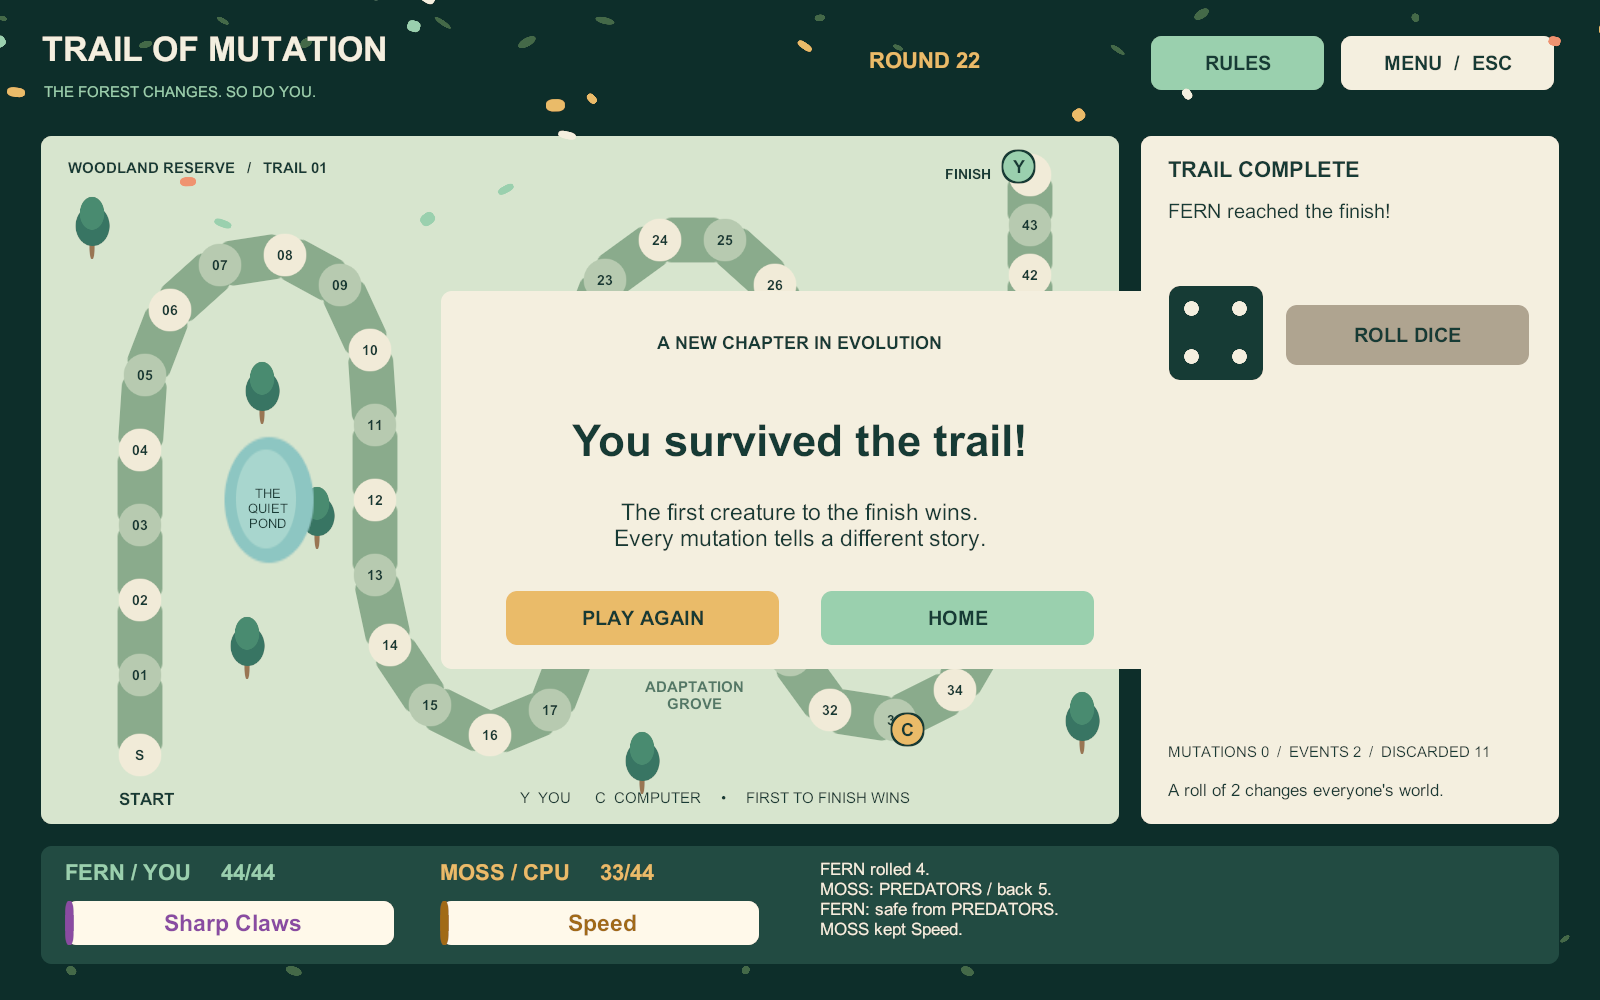 TRAIL OF MUTATION
THE FOREST CHANGES. SO DO YOU.
ROUND 22
RULES
MENU / ESC
WOODLAND RESERVE / TRAIL 01
FINISH
Y
43
42
24
25
23
26
08
07
09
06
10
05
11
04
12
03
13
02
14
01
15
16
17
S
START
THE
QUIET
POND
A NEW CHAPTER IN EVOLUTION
You survived the trail!
The first creature to the finish wins.
Every mutation tells a different story.
PLAY AGAIN
HOME
ADAPTATION
GROVE
32
34
C
Y YOU C COMPUTER • FIRST TO FINISH WINS
TRAIL COMPLETE
FERN reached the finish!
ROLL DICE
MUTATIONS 0 / EVENTS 2 / DISCARDED 11
A roll of 2 changes everyone's world.
FERN / YOU 44/44
Sharp Claws
MOSS / CPU 33/44
Speed
FERN rolled 4.
MOSS: PREDATORS / back 5.
FERN: safe from PREDATORS.
MOSS kept Speed.